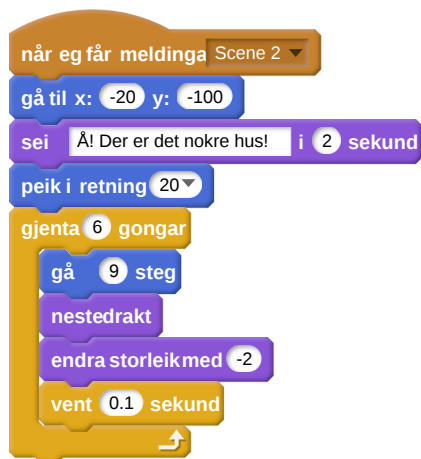 når eg får meldinga Scene 2
gå til x: -20 y: -100
sei Å! Der er det nokre hus! i 2 sekund
peik i retning 20
gjenta 6 gongar
gå 9 steg
nestedrakt
endra storleik med -2
vent 0.1 sekund